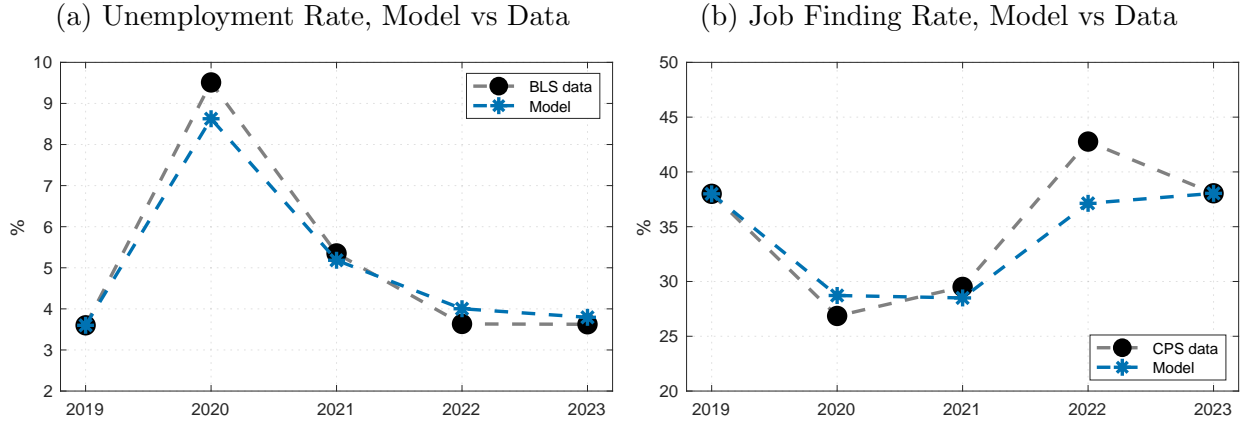 (a) Unemployment Rate, Model vs Data
10
9
8
7
6
5
4
3
2
%
2019 2020 2021 2022 2023
BLS data
Model
(b) Job Finding Rate, Model vs Data
50
45
40
35
30
25
20
%
2019 2020 2021 2022 2023
CPS data
Model